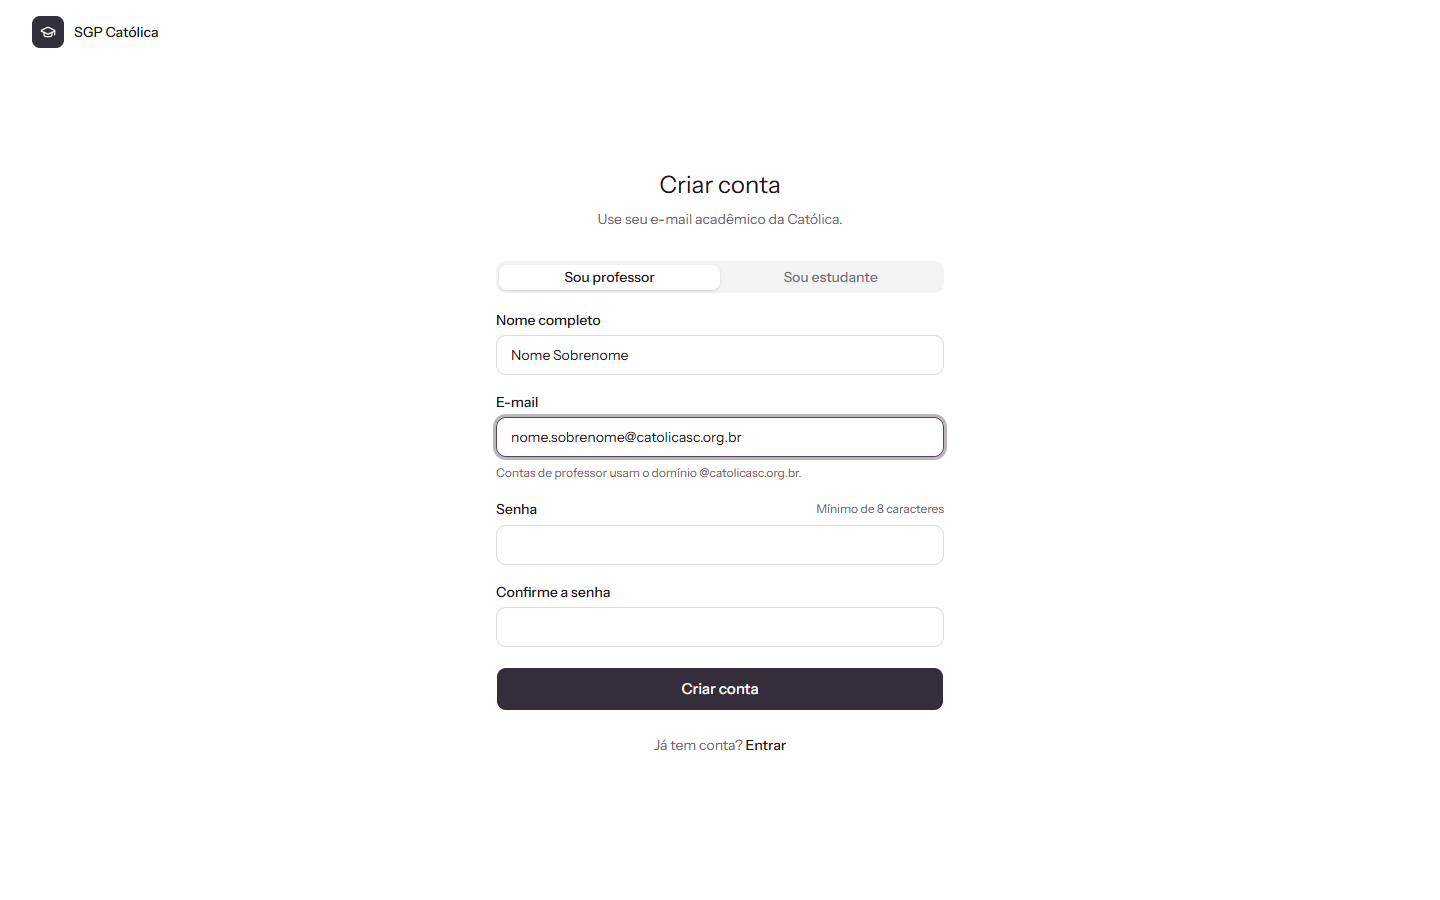 SGP Católica
Criar conta
Use seu e-mail acadêmico da Católica.
Sou professor
Sou estudante
Nome completo
Nome Sobrenome
E-mail
nome.sobrenome@catolicasc.org.br
Contas de professor usam o domínio @catolicasc.org.br.
Senha
Mínimo de 8 caracteres
Confirme a senha
Criar conta
Já tem conta? Entrar